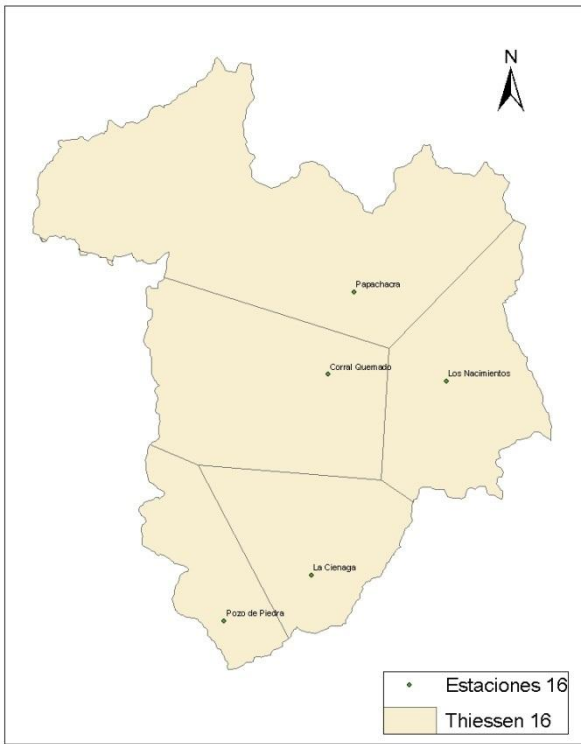 N
Papachacra
Corral Quemado
Los Nacimientos
La Cienaga
Pozo de Piedra
Estaciones 16
Thiessen 16